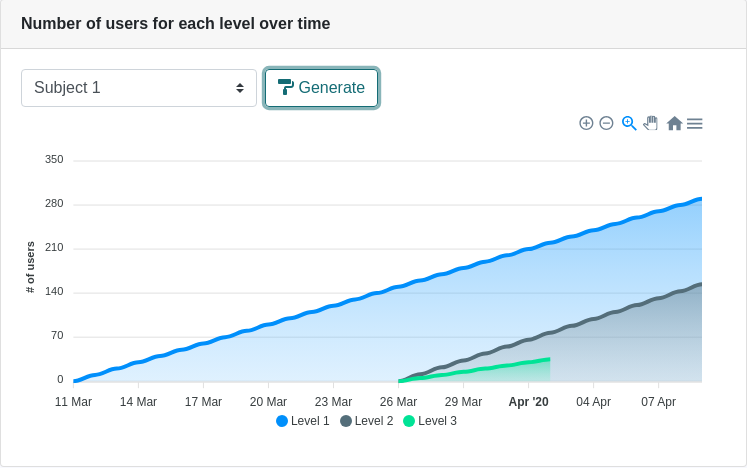 Number of users for each level over time
Subject 1
Generate
350
280
210
140
70
0
# of users
11 Mar 14 Mar 17 Mar 20 Mar 23 Mar 26 Mar 29 Mar Apr '20 04 Apr 07 Apr
Level 1 Level 2 Level 3